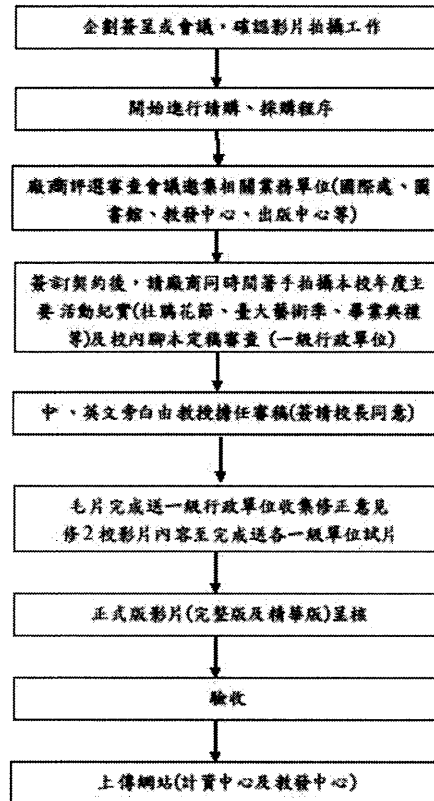 企劃簽呈或會議，確認影片拍攝工作
開始進行請購、採購程序
廠商評選審查會議邀集相關業務單位(國際處、圖
書館、教發中心、出版中心等)
簽訂契約後，請廠商同時間著手拍攝本校年度主
要活動紀實(杜鵑花節、臺大藝術季、畢業典禮
等)及校內腳本定稿審查 (一級行政單位)
中、英文旁白由教授擔任審稿(簽請校長同意)
毛片完成送一級行政單位收集修正意見
修2校影片內容至完成送各一級單位試片
正式版影片(完整版及精華版)呈核
驗收
上傳網站(計資中心及教發中心)